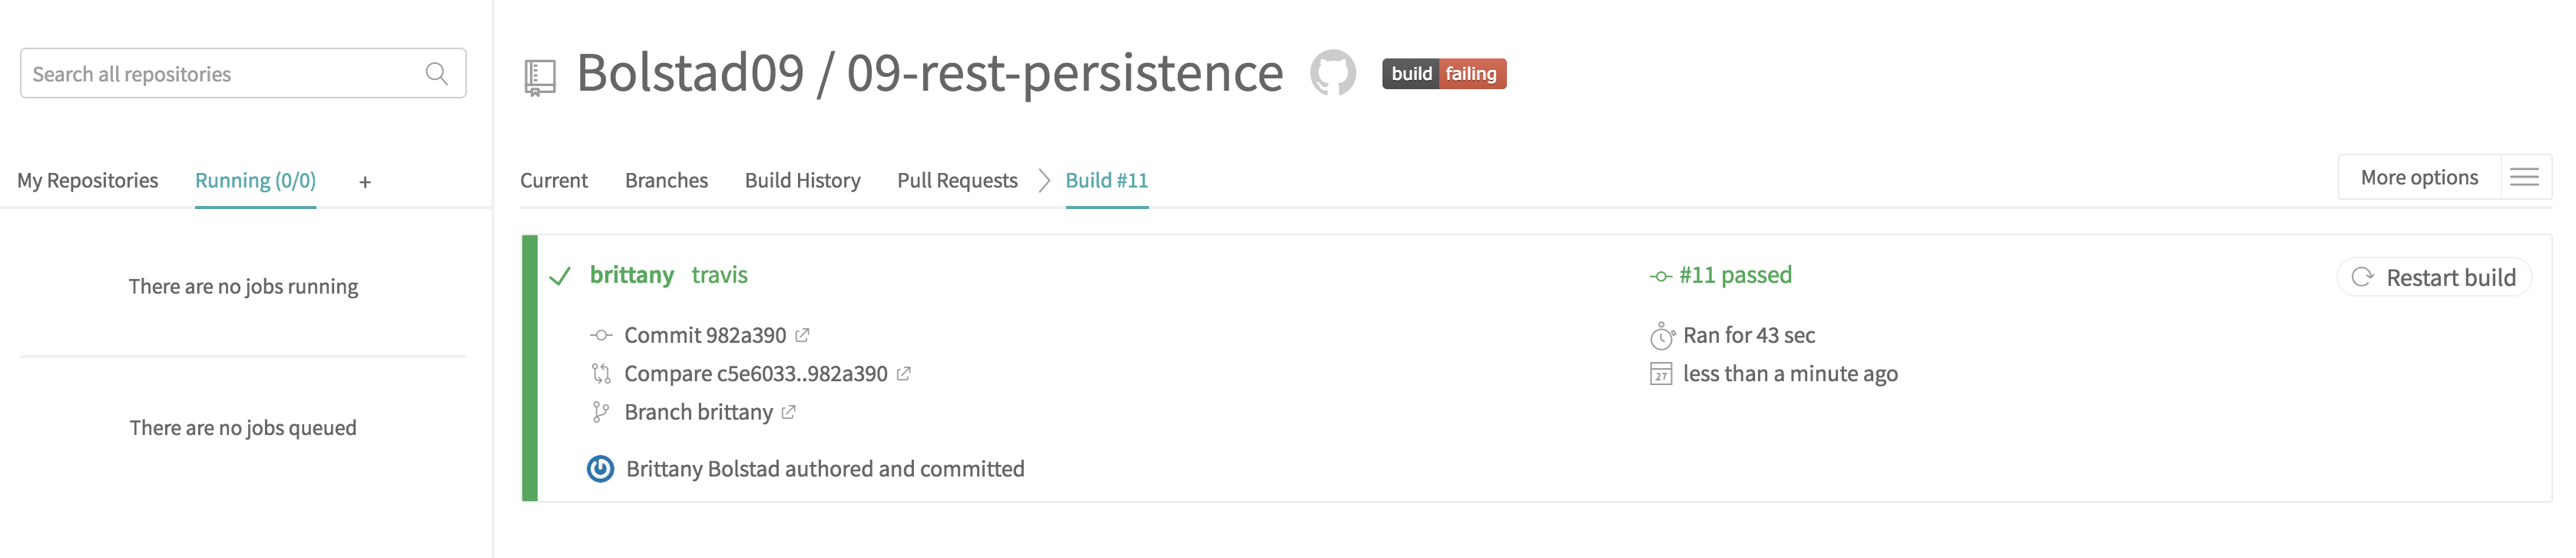 Search all repositories
My Repositories Running (0/0) +
There are no jobs running
There are no jobs queued
Bolstad09 / 09-rest-persistence build failing
Current Branches Build History Pull Requests Build #11 More options
brittany travis
Commit 982a390
Compare c5e6033..982a390
Branch brittany
Brittany Bolstad authored and committed
#11 passed
Ran for 43 sec
27 less than a minute ago
Restart build